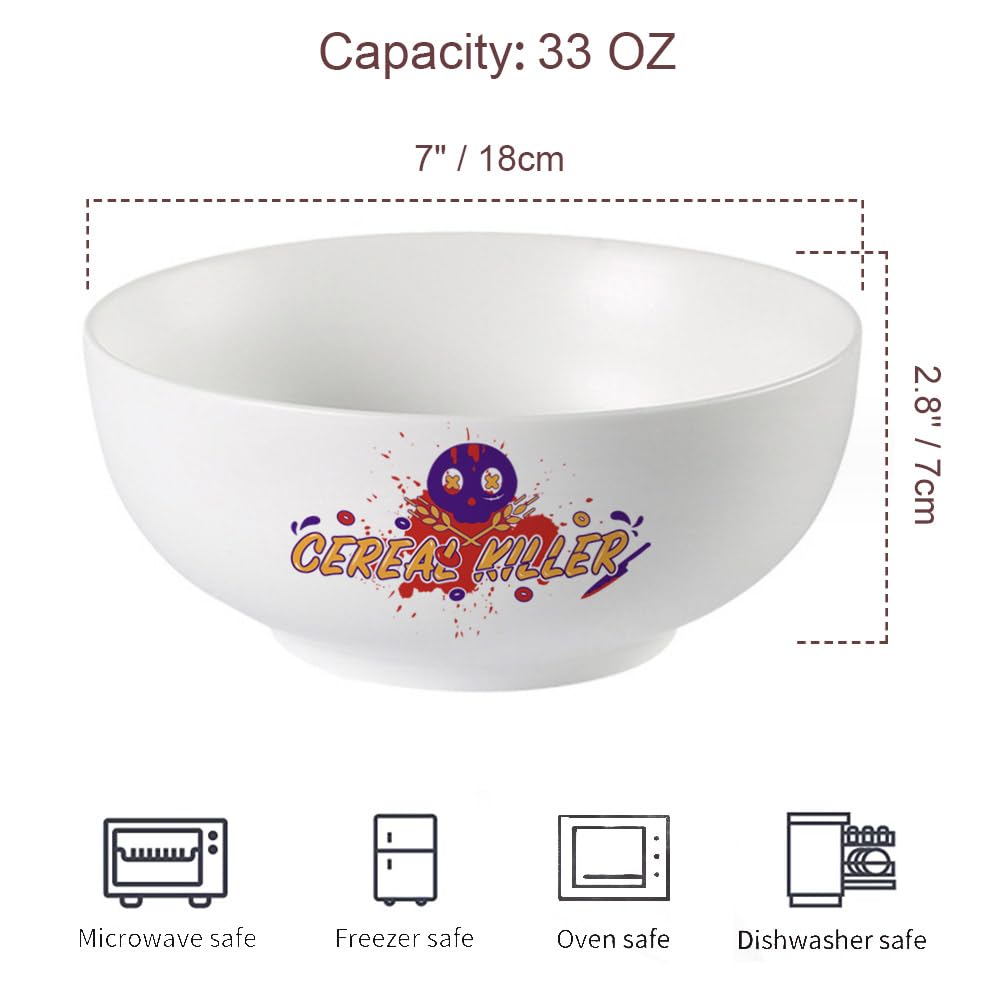 Capacity: 33 OZ
7" / 18cm
2.8" / 7cm
CEREAL KILLER
Microwave safe
Freezer safe
Oven safe
Dishwasher safe